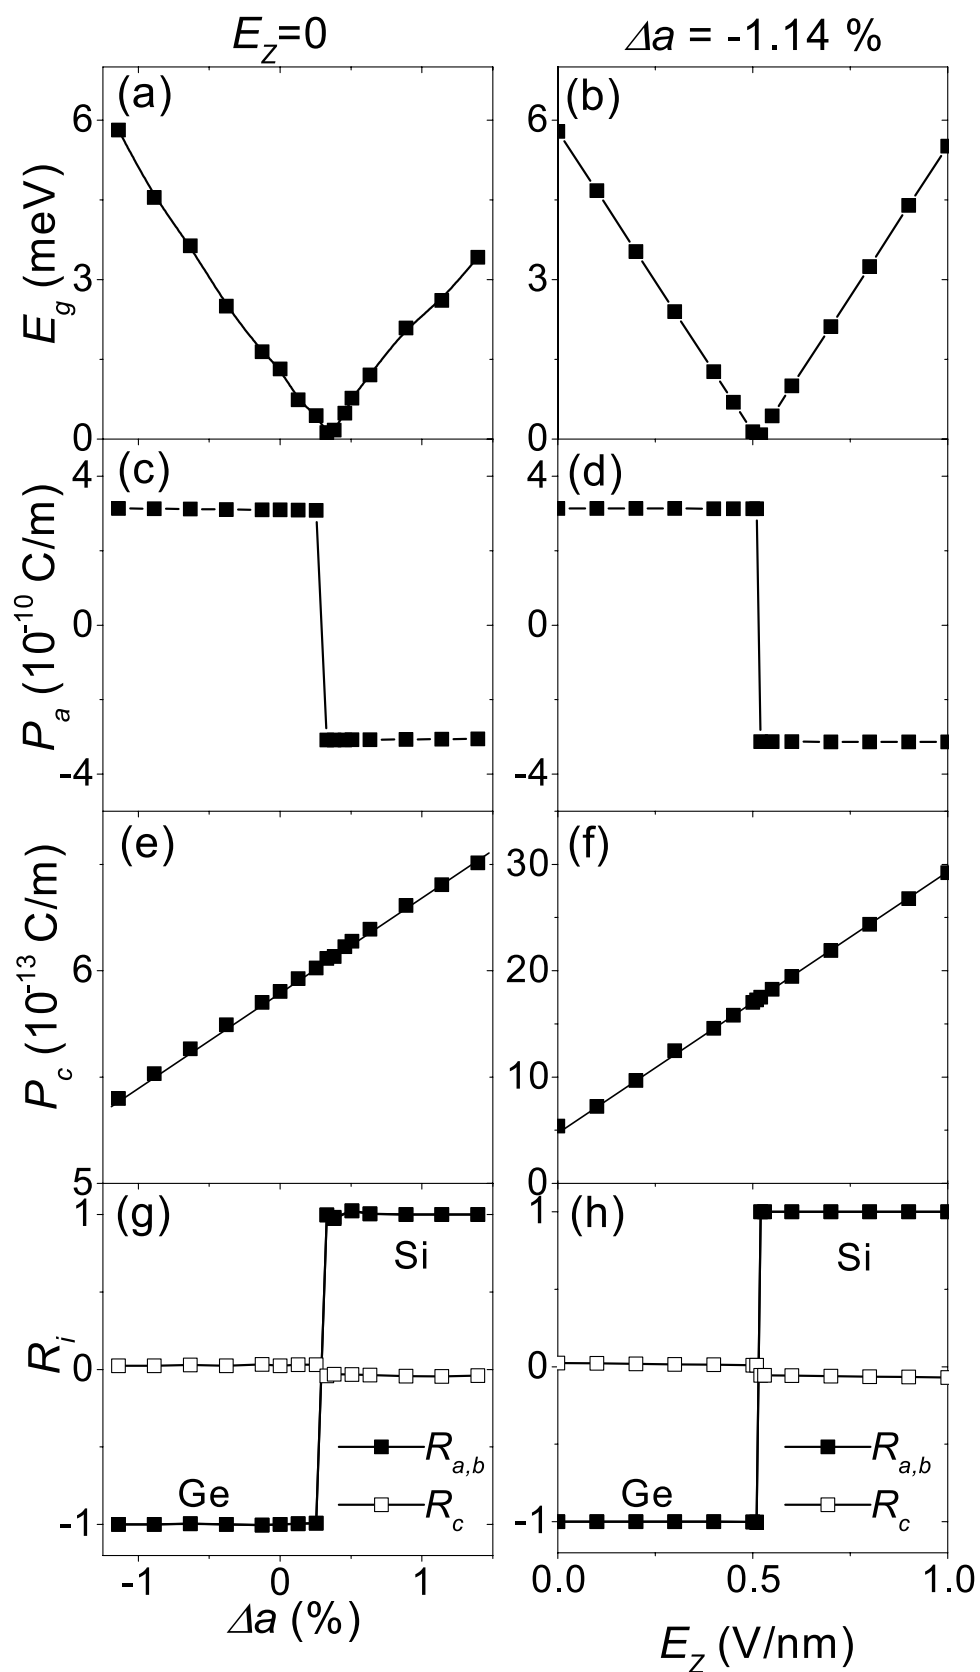 E_Z=0
Δa = -1.14 %
(a)
(b)
6
3
0
E_g (meV)
6
3
0
(c)
(d)
4
0
-4
P_a (10^-10 C/m)
4
0
-4
(e)
(f)
6
5
P_c (10^-13 C/m)
30
20
10
0
(g)
(h)
1
0
-1
R_i
Si
Ge
R_a,b
R_c
1
0
-1
Si
Ge
R_a,b
R_c
-1 0 1
Δa (%)
0.0 0.5 1.0
E_Z (V/nm)